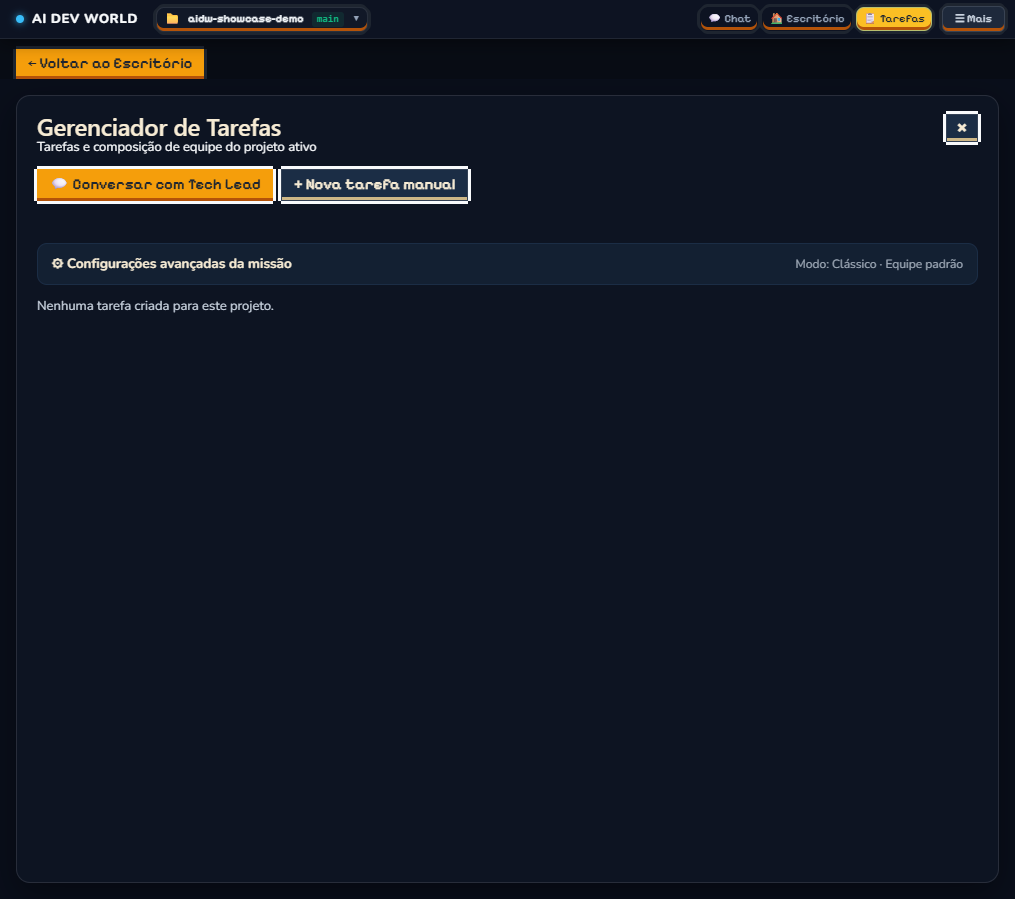 AI DEV WORLD
aidw-showcase-demo main ▼
Chat
Escritório
Tarefas
☰ Mais
← Voltar ao Escritório
Gerenciador de Tarefas
Tarefas e composição de equipe do projeto ativo
×
Conversar com Tech Lead
+ Nova tarefa manual
⚙ Configurações avançadas da missão
Modo: Clássico · Equipe padrão
Nenhuma tarefa criada para este projeto.